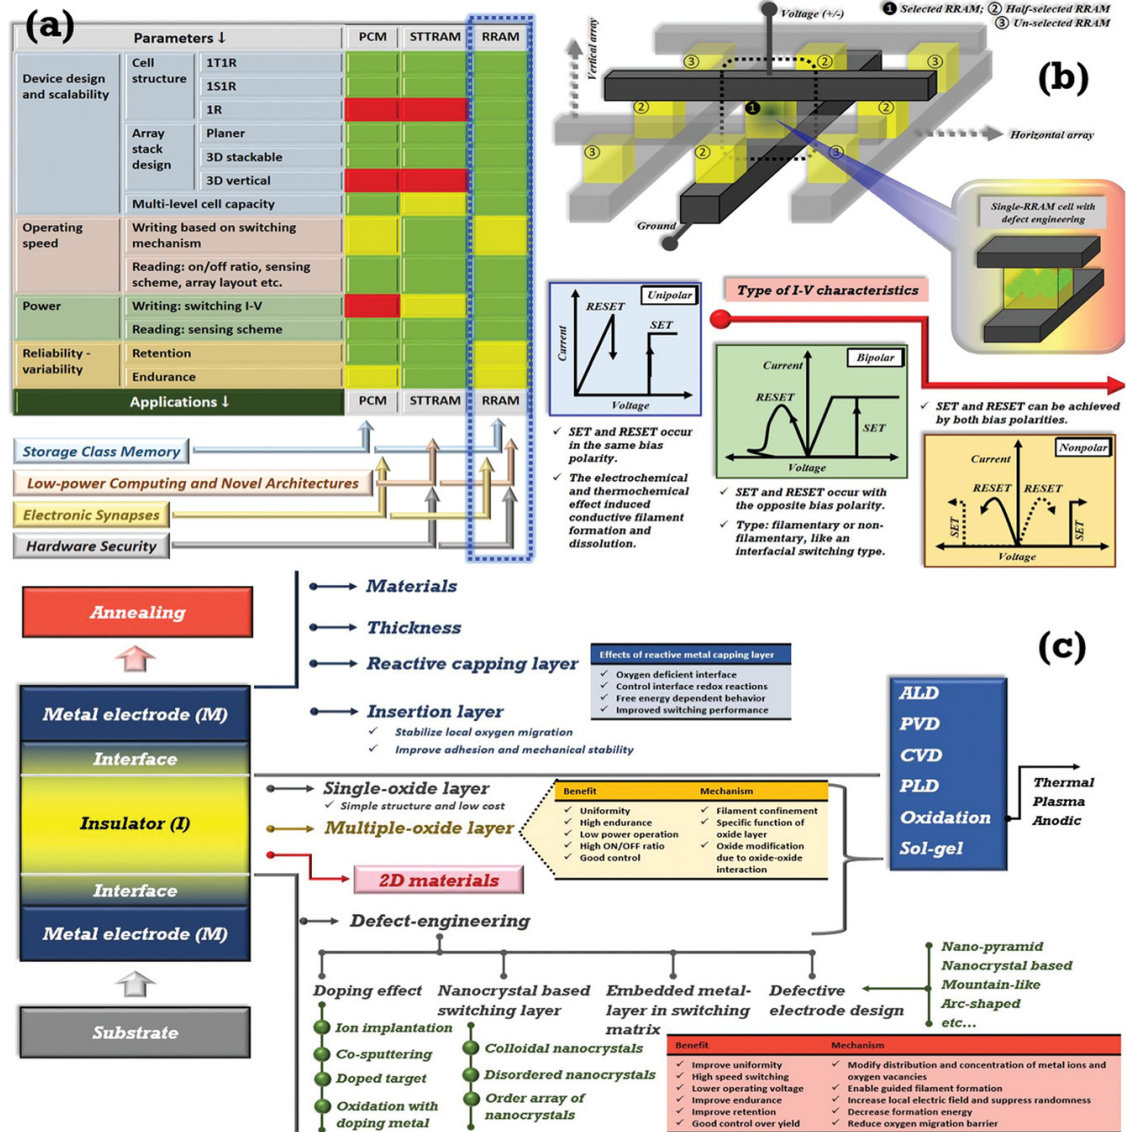 (a)
Parameters ↓ PCM STTRAM RRAM
Device design
and scalability
Cell
structure
1T1R
1S1R
1R
Array
stack
design
Planer
3D stackable
3D vertical
Multi-level cell capacity
Operating
speed
Writing based on switching
mechanism
Reading: on/off ratio, sensing
scheme, array layout etc.
Power
Writing: switching I-V
Reading: sensing scheme
Reliability -
variability
Retention
Endurance
Applications ↓ PCM STTRAM RRAM
Storage Class Memory
Low-power Computing and Novel Architectures
Electronic Synapses
Hardware Security
(b)
Voltage (+/-)
1 Selected RRAM; 2 Half-selected RRAM
3 Un-selected RRAM
Vertical array
3
2
3
2
1
2
3
2
3
Horizontal array
Ground
Single-RRAM cell with
defect engineering
Type of I-V characteristics
Unipolar
RESET
SET
Current
Voltage
✓ SET and RESET occur
in the same bias
polarity.
✓ The electrochemical
and thermochemical
effect induced
conductive filament
formation and
dissolution.
Bipolar
Current
RESET
SET
Voltage
✓ SET and RESET occur with
the opposite bias polarity.
✓ Type: filamentary or non-
filamentary, like an
interfacial switching type.
✓ SET and RESET can be achieved
by both bias polarities.
Nonpolar
Current
RESET RESET
SET
SET
Voltage
(c)
Annealing
Metal electrode (M)
Interface
Insulator (I)
Interface
Metal electrode (M)
Substrate
Materials
Thickness
Reactive capping layer
Effects of reactive metal capping layer
✓ Oxygen deficient interface
✓ Control interface redox reactions
✓ Free energy dependent behavior
✓ Improved switching performance
Insertion layer
✓ Stabilize local oxygen migration
✓ Improve adhesion and mechanical stability
Single-oxide layer
✓ Simple structure and low cost
Multiple-oxide layer
Benefit
✓ Uniformity
✓ High endurance
✓ Low power operation
✓ High ON/OFF ratio
✓ Good control
Mechanism
✓ Filament confinement
✓ Specific function of
oxide layer
✓ Oxide modification
due to oxide-oxide
interaction
2D materials
ALD
PVD
CVD
PLD
Oxidation
Sol-gel
Thermal
Plasma
Anodic
Defect-engineering
Doping effect
Ion implantation
Co-sputtering
Doped target
Oxidation with
doping metal
Nanocrystal based
switching layer
Colloidal nanocrystals
Disordered nanocrystals
Order array of
nanocrystals
Embedded metal-
layer in switching
matrix
Defective
electrode design
Nano-pyramid
Nanocrystal based
Mountain-like
Arc-shaped
etc...
Benefit
✓ Improve uniformity
✓ High speed switching
✓ Lower operating voltage
✓ Improve endurance
✓ Improve retention
✓ Good control over yield
Mechanism
✓ Modify distribution and concentration of metal ions and
oxygen vacancies
✓ Enable guided filament formation
✓ Increase local electric field and suppress randomness
✓ Decrease formation energy
✓ Reduce oxygen migration barrier